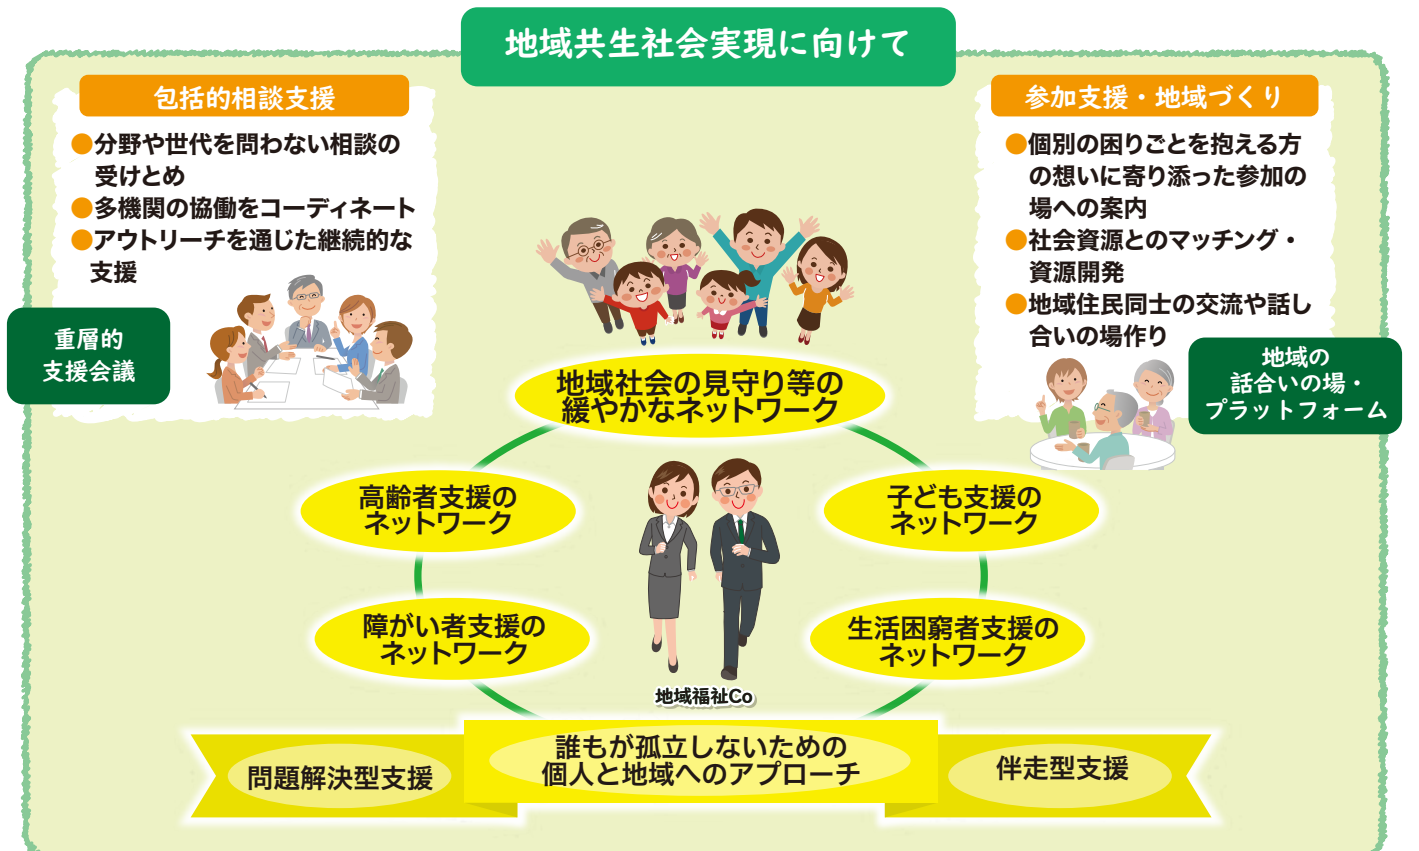 地域共生社会実現に向けて
包括的相談支援
●分野や世代を問わない相談の
受けとめ
●多機関の協働をコーディネート
●アウトリーチを通じた継続的な
支援
重層的
支援会議
参加支援・地域づくり
●個別の困りごとを抱える方
の想いに寄り添った参加の
場への案内
●社会資源とのマッチング・
資源開発
●地域住民同士の交流や話し
合いの場作り
地域の
話合いの場・
プラットフォーム
地域社会の見守り等の
緩やかなネットワーク
高齢者支援の
ネットワーク
子ども支援の
ネットワーク
障がい者支援の
ネットワーク
生活困窮者支援の
ネットワーク
地域福祉Co
問題解決型支援
誰もが孤立しないための
個人と地域へのアプローチ
伴走型支援